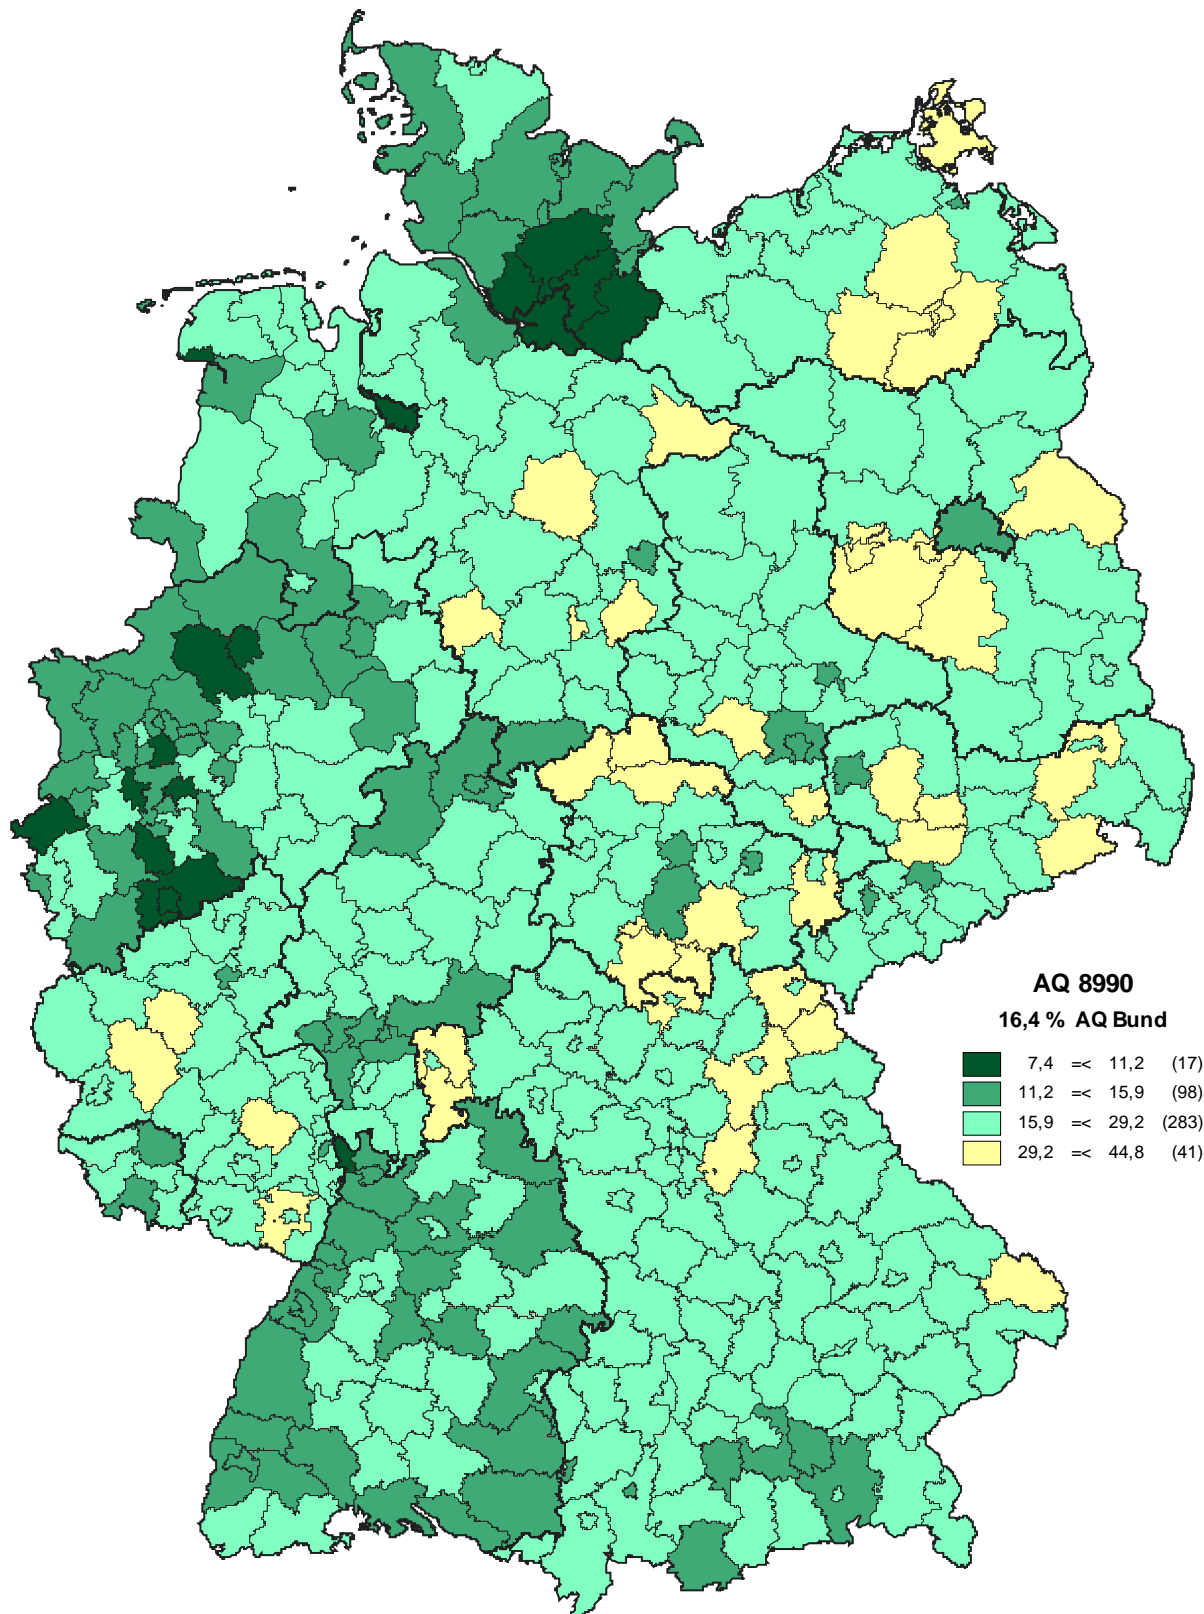 AQ 8990
16,4 % AQ Bund
7,4 =< 11,2 (17)
11,2 =< 15,9 (98)
15,9 =< 29,2 (283)
29,2 =< 44,8 (41)